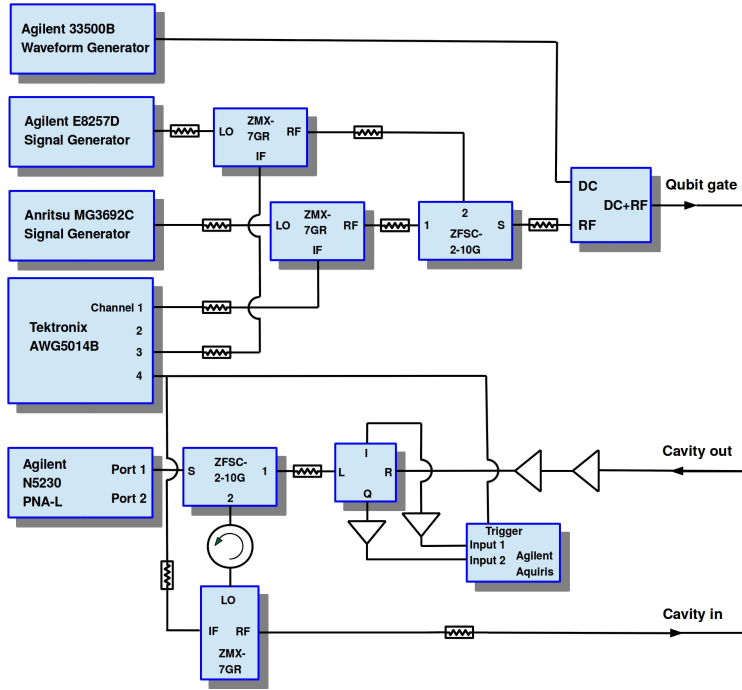 Agilent 33500B
Waveform Generator
Agilent E8257D
Signal Generator
LO
ZMX-
7GR
RF
IF
Anritsu MG3692C
Signal Generator
LO
ZMX-
7GR
RF
IF
1
2
S
ZFSC-
2-10G
DC
DC+RF
RF
Qubit gate
Tektronix
AWG5014B
Channel 1
2
3
4
Agilent
N5230
PNA-L
Port 1
Port 2
S
ZFSC-
2-10G
1
2
L
I
R
Q
Cavity out
Trigger
Input 1
Input 2
Agilent
Aquiris
LO
IF
RF
ZMX-
7GR
Cavity in